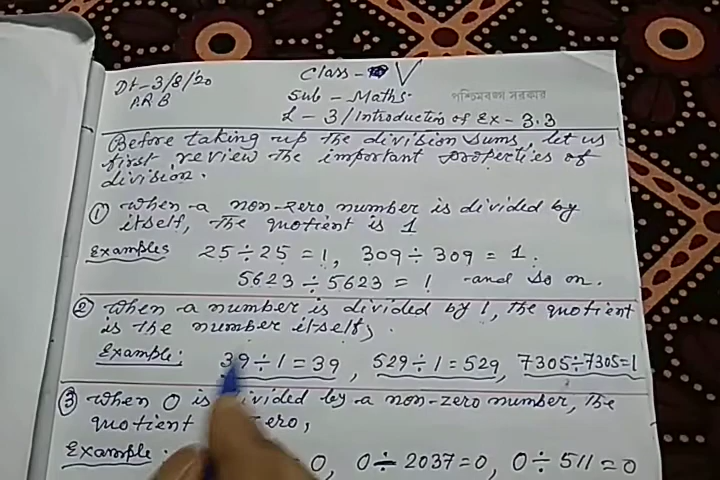 Dt-3/8/20
P.R.B
Class - V
Sub - Maths
পশ্চিমবঙ্গ সরকার
L - 3/Introduction of Ex - 3.3
Before taking up the division sums, let us
first review the important properties of
division.
① When a non-zero number is divided by
itself, the quotient is 1
Examples 25÷25 = 1, 309÷309 = 1.
5623÷5623 = 1 and so on.
② When a number is divided by 1, the quotient
is the number itself,
Example: 39÷1=39, 529÷1=529, 7305÷7305=1
③ When 0 is divided by a non-zero number, the
quotient
Example: 0, 0÷2037=0, 0÷511=0